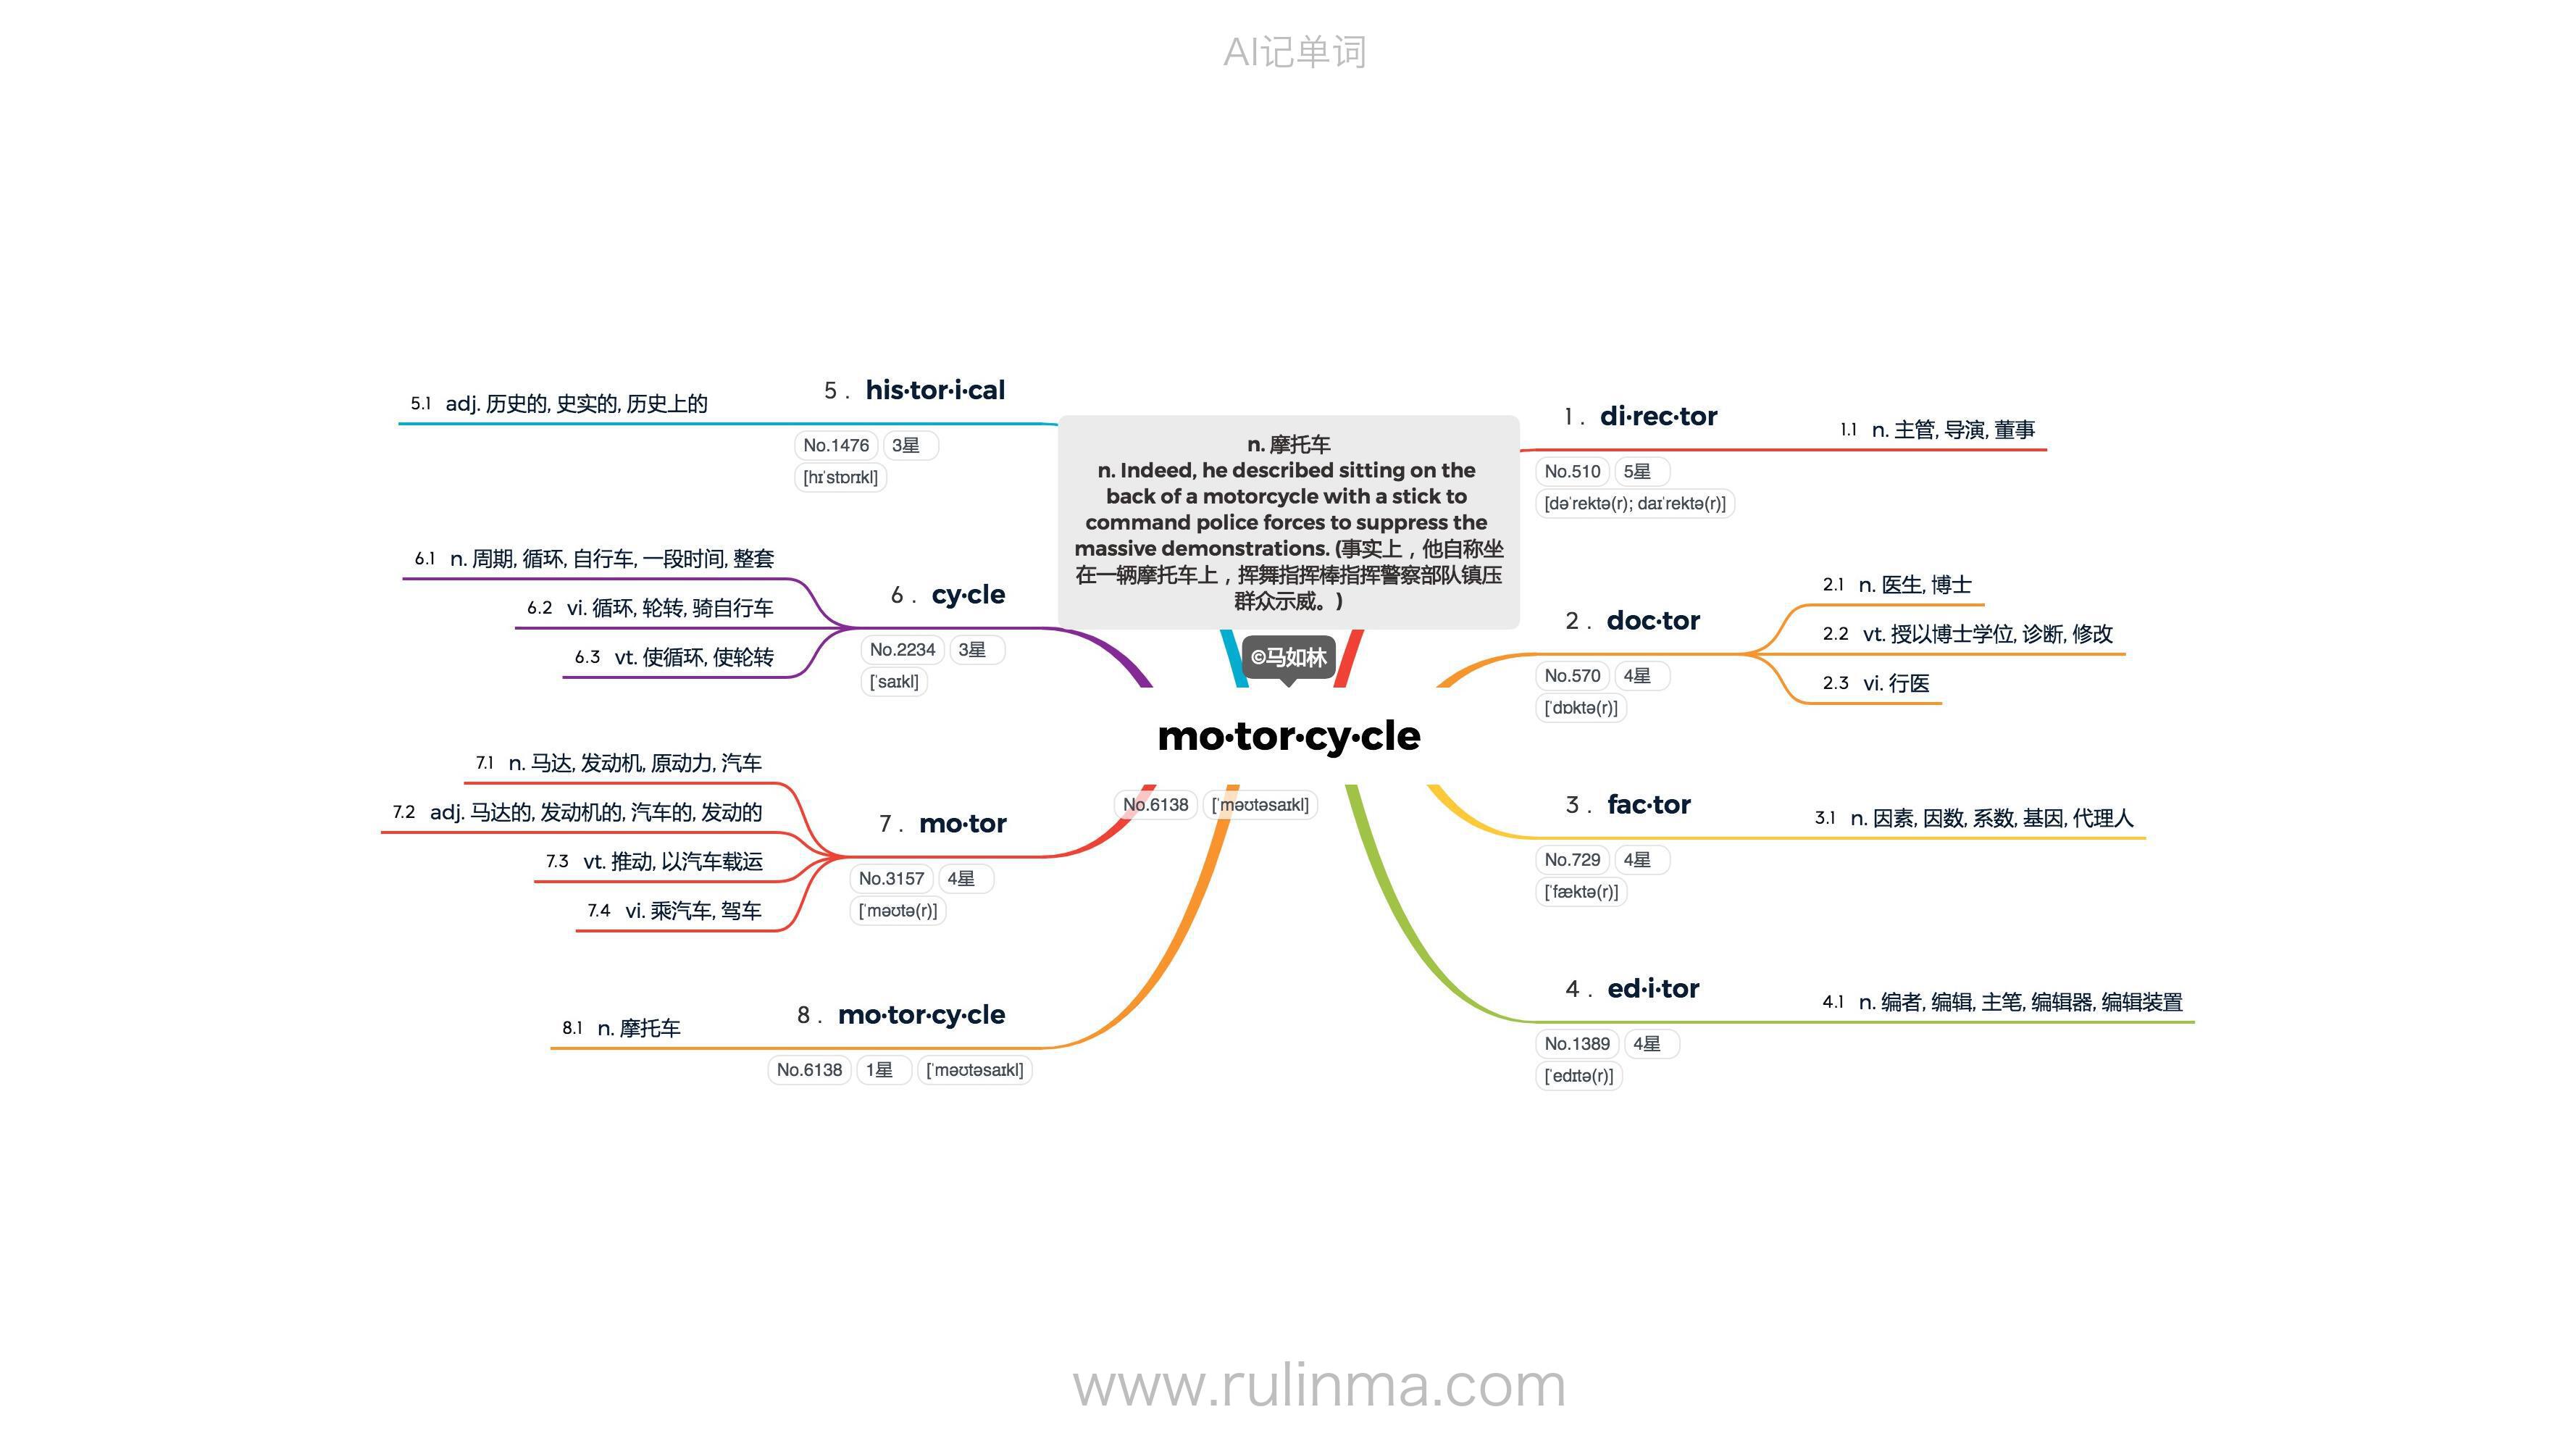 AI记单词
n. 摩托车
n. Indeed, he described sitting on the
back of a motorcycle with a stick to
command police forces to suppress the
massive demonstrations. (事实上，他自称坐
在一辆摩托车上，挥舞指挥棒指挥警察部队镇压
群众示威。)
©马如林
mo·tor·cy·cle
No.6138 [ˈməʊtəsaɪkl]
1. di·rec·tor
No.510 5星
[dəˈrektə(r); daɪˈrektə(r)]
1.1 n. 主管, 导演, 董事
2. doc·tor
No.570 4星
[ˈdɒktə(r)]
2.1 n. 医生, 博士
2.2 vt. 授以博士学位, 诊断, 修改
2.3 vi. 行医
3. fac·tor
No.729 4星
[ˈfæktə(r)]
3.1 n. 因素, 因数, 系数, 基因, 代理人
4. ed·i·tor
No.1389 4星
[ˈedɪtə(r)]
4.1 n. 编者, 编辑, 主笔, 编辑器, 编辑装置
5. his·tor·i·cal
No.1476 3星
[hɪˈstɒrɪkl]
5.1 adj. 历史的, 史实的, 历史上的
6. cy·cle
No.2234 3星
[ˈsaɪkl]
6.1 n. 周期, 循环, 自行车, 一段时间, 整套
6.2 vi. 循环, 轮转, 骑自行车
6.3 vt. 使循环, 使轮转
7. mo·tor
No.3157 4星
[ˈməʊtə(r)]
7.1 n. 马达, 发动机, 原动力, 汽车
7.2 adj. 马达的, 发动机的, 汽车的, 发动的
7.3 vt. 推动, 以汽车载运
7.4 vi. 乘汽车, 驾车
8. mo·tor·cy·cle
No.6138 1星 [ˈməʊtəsaɪkl]
8.1 n. 摩托车
www.rulinma.com